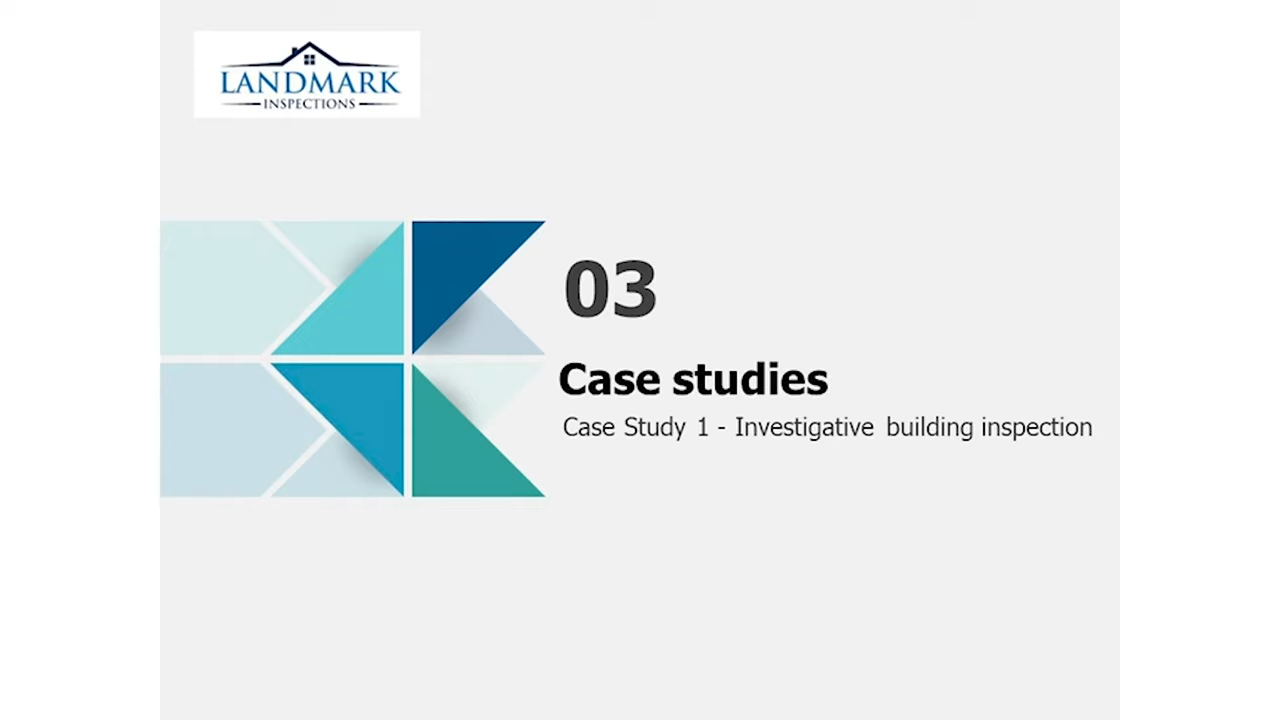 LANDMARK
INSPECTIONS
03
Case studies
Case Study 1 - Investigative building inspection